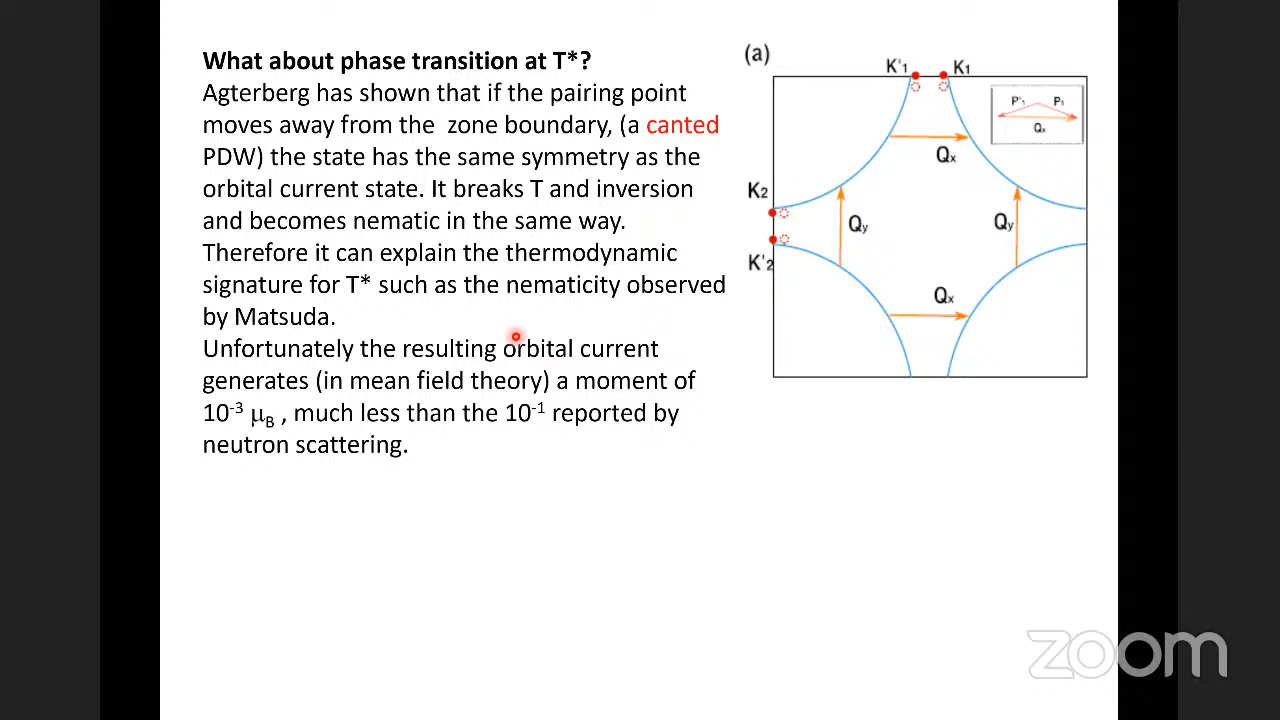 What about phase transition at T*?
Agterberg has shown that if the pairing point
moves away from the zone boundary, (a canted
PDW) the state has the same symmetry as the
orbital current state. It breaks T and inversion
and becomes nematic in the same way.
Therefore it can explain the thermodynamic
signature for T* such as the nematicity observed
by Matsuda.
Unfortunately the resulting orbital current
generates (in mean field theory) a moment of
10⁻³ μB , much less than the 10⁻¹ reported by
neutron scattering.
(a)
K'1
K1
P'1
P1
Qx
Qx
K2
Qy
Qy
K'2
Qx
zoom